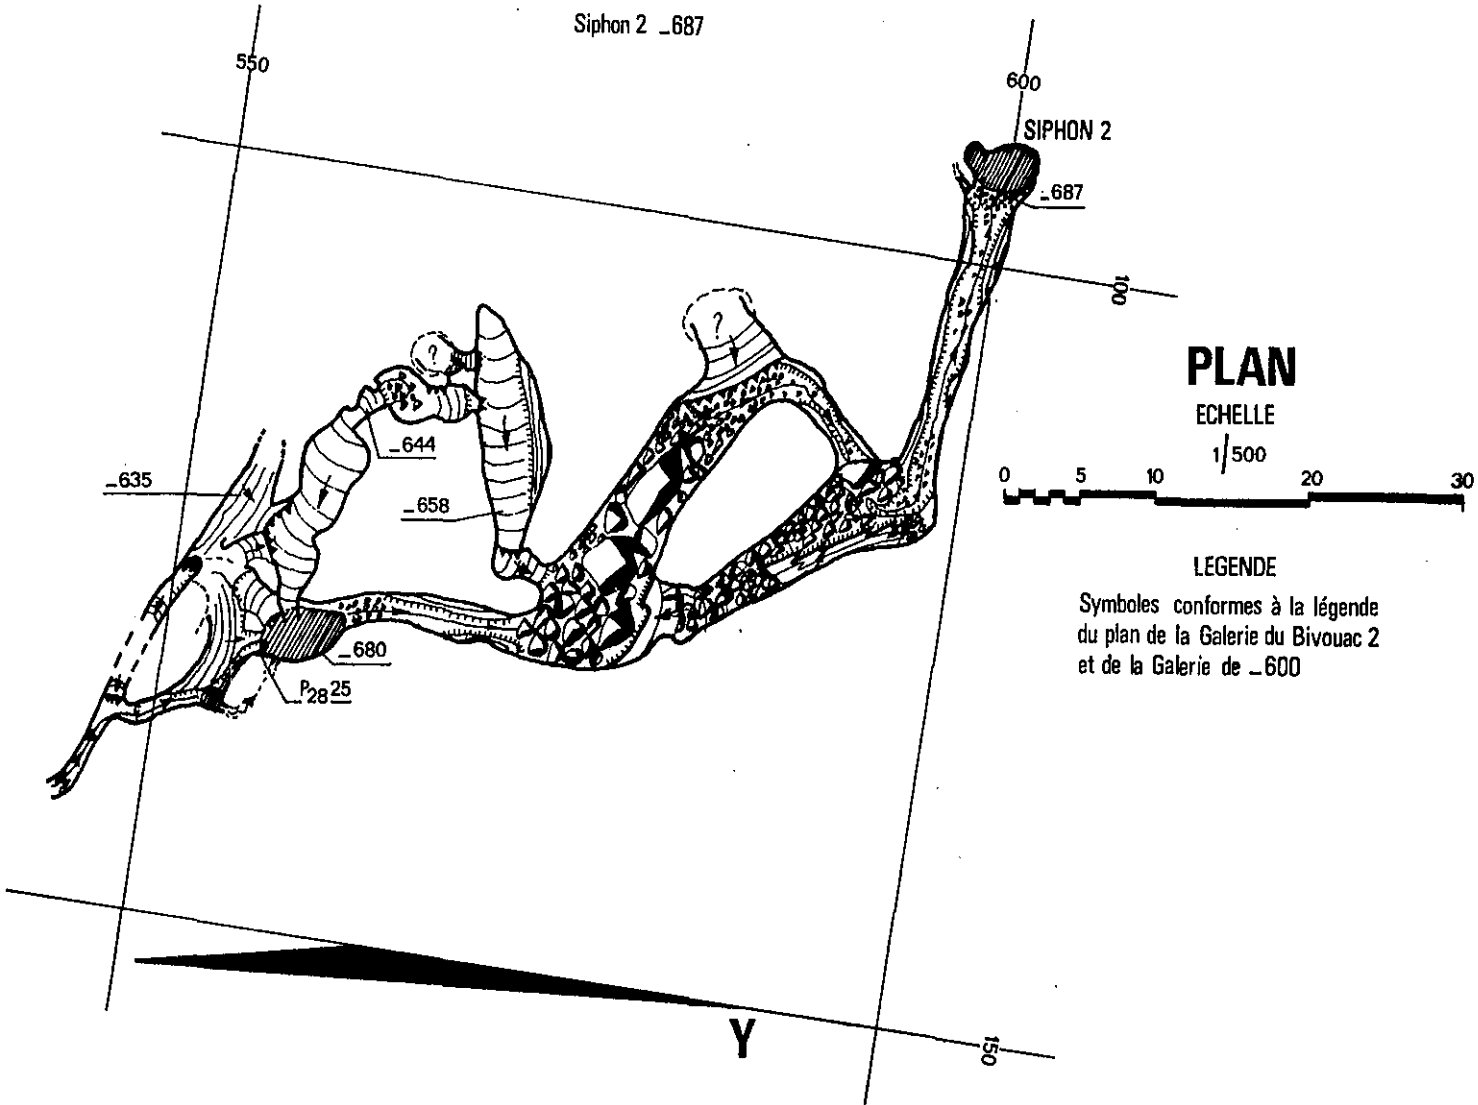 Siphon 2 _687
550
600
SIPHON 2
_687
100
PLAN
ECHELLE
1/500
0 5 10 20 30
?
?
_644
_635
_658
LEGENDE
Symboles conformes à la légende
du plan de la Galerie du Bivouac 2
et de la Galerie de _600
_680
P28 25
Y
150